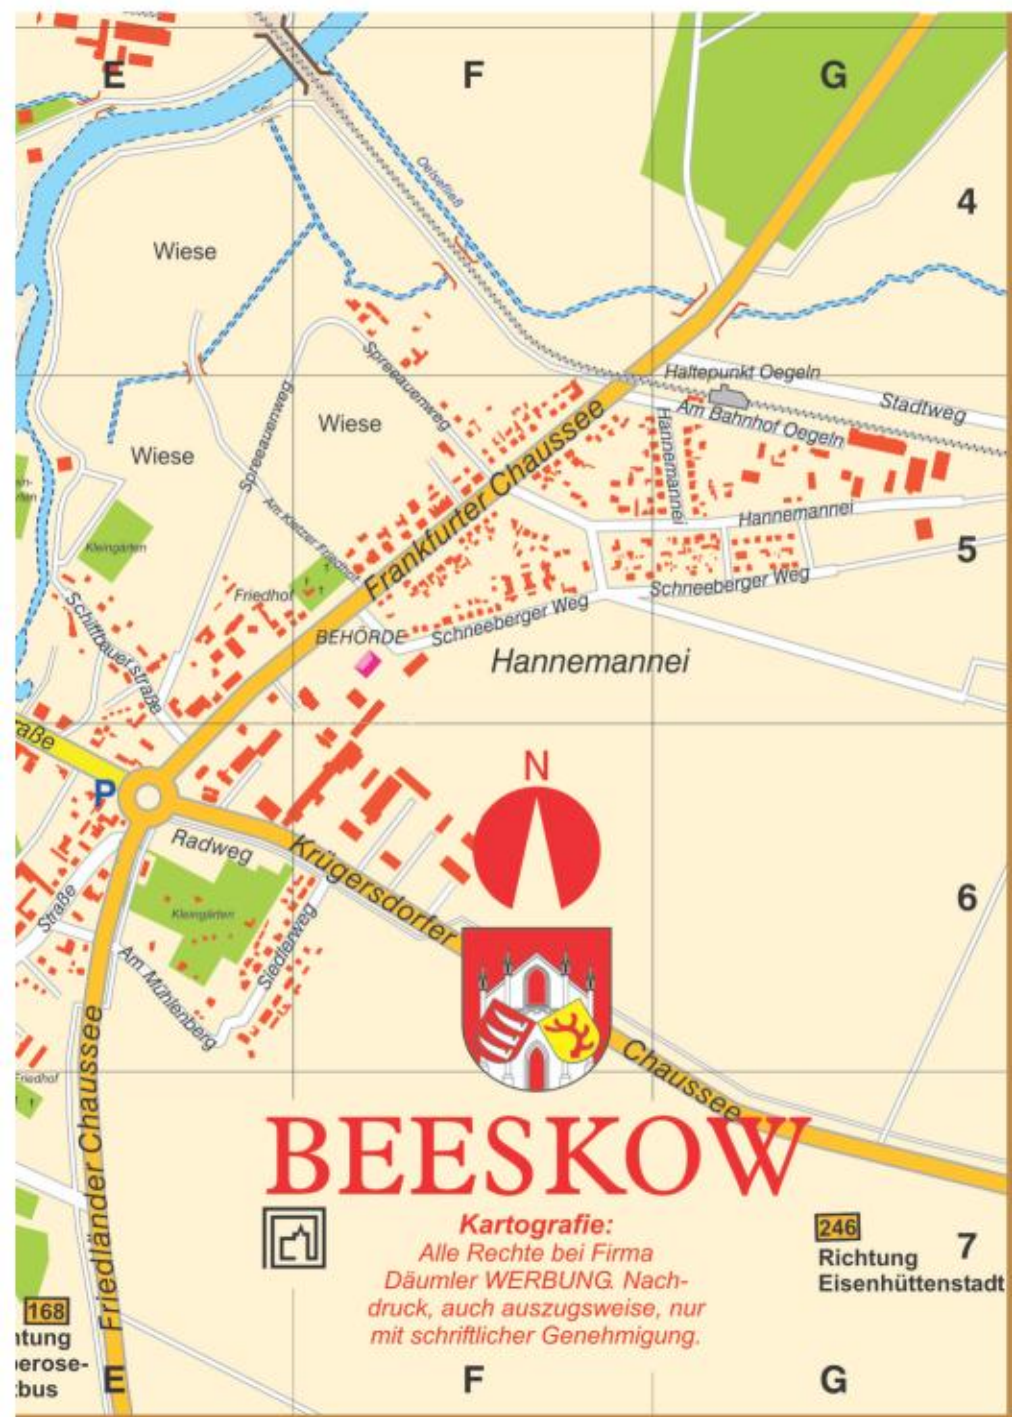 E
F
G
Oelsefließ
4
Wiese
Spreeauenweg
Haltepunkt Oegeln
Stadtweg
Am Bahnhof Oegeln
Hannemannei
Wiese
Wiese
Spreeauenweg
Frankfurter Chaussee
Hannemannei
5
Am Kietzer Friedhof
Kleingärten
Friedhof
Schneeberger Weg
Schneeberger Weg
BEHÖRDE
Schiffbauerstraße
Hannemannei
raße
P
N
Radweg
Krügersdorfer
6
Straße
Kleingärten
Siedlerweg
Am Mühlenberg
Friedhof
Chaussee
Friedländer Chaussee
BEESKOW
Kartografie:
Alle Rechte bei Firma
Däumler WERBUNG. Nach-
druck, auch auszugsweise, nur
mit schriftlicher Genehmigung.
246
Richtung
Eisenhüttenstadt
7
168
htung
berose-
tbus
E
F
G